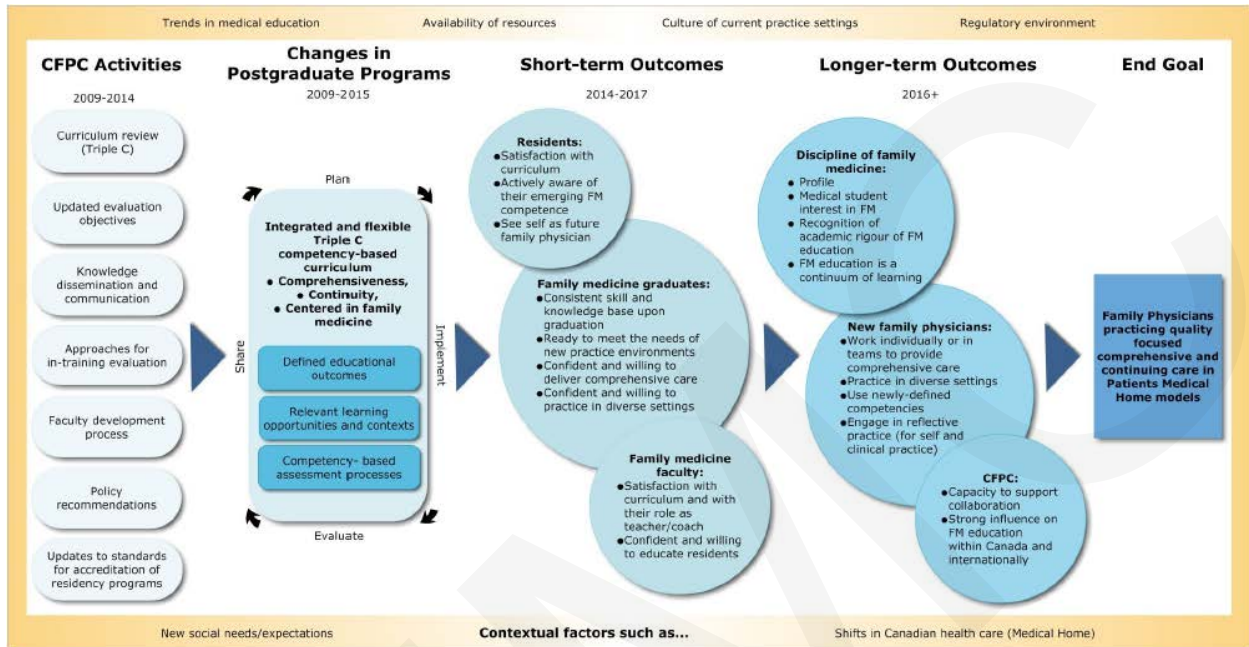 Trends in medical education
Availability of resources
Culture of current practice settings
Regulatory environment
CFPC Activities
2009-2014
Curriculum review
(Triple C)
Updated evaluation
objectives
Knowledge
dissemination and
communication
Approaches for
in-training evaluation
Faculty development
process
Policy
recommendations
Updates to standards
for accreditation of
residency programs
Changes in
Postgraduate Programs
2009-2015
Plan
Share
Implement
Evaluate
Integrated and flexible
Triple C
competency-based
curriculum
• Comprehensiveness,
• Continuity,
• Centered in family
medicine
Defined educational
outcomes
Relevant learning
opportunities and contexts
Competency- based
assessment processes
Short-term Outcomes
2014-2017
Residents:
•Satisfaction with
curriculum
•Actively aware of
their emerging FM
competence
•See self as future
family physician
Family medicine graduates:
•Consistent skill and
knowledge base upon
graduation
•Ready to meet the needs of
new practice environments
•Confident and willing to
deliver comprehensive care
•Confident and willing to
practice in diverse settings
Family medicine
faculty:
•Satisfaction with
curriculum and with
their role as
teacher/coach
•Confident and willing
to educate residents
Longer-term Outcomes
2016+
Discipline of family
medicine:
• Profile
• Medical student
interest in FM
• Recognition of
academic rigour of FM
education
• FM education is a
continuum of learning
New family physicians:
•Work individually or in
teams to provide
comprehensive care
•Practice in diverse settings
•Use newly-defined
competencies
•Engage in reflective
practice (for self and
clinical practice)
CFPC:
•Capacity to support
collaboration
•Strong influence on
FM education
within Canada and
internationally
End Goal
Family Physicians
practicing quality
focused
comprehensive and
continuing care in
Patients Medical
Home models
New social needs/expectations
Contextual factors such as...
Shifts in Canadian health care (Medical Home)